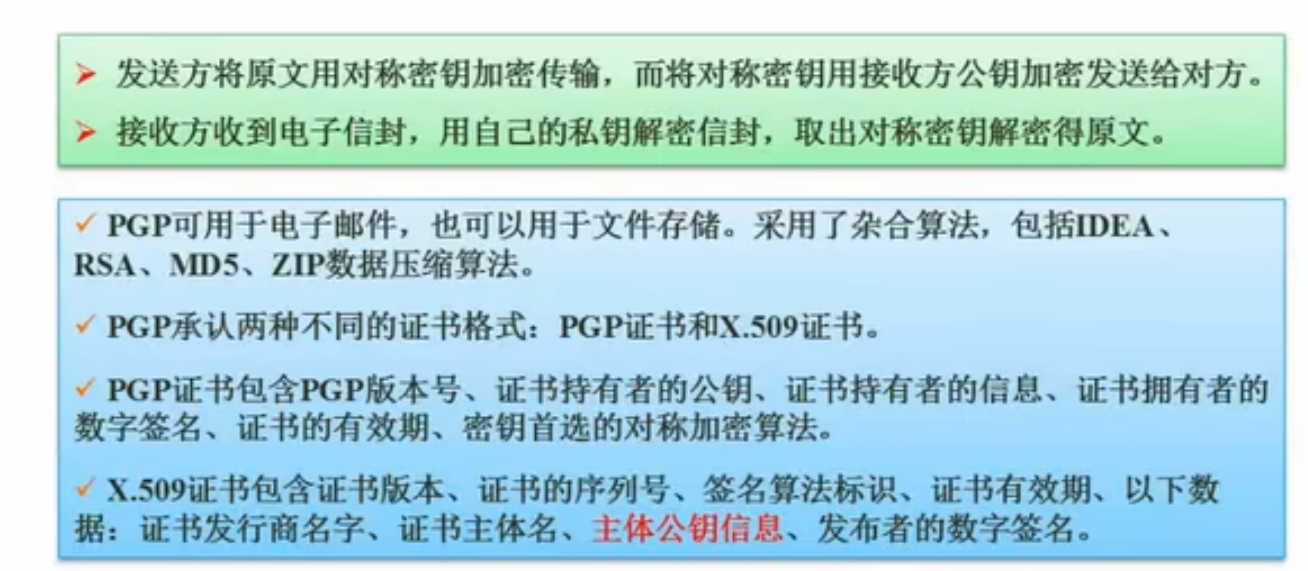 发送方将原文用对称密钥加密传输，而将对称密钥用接收方公钥加密发送给对方。
接收方收到电子信封，用自己的私钥解密信封，取出对称密钥解密得原文。
PGP可用于电子邮件，也可以用于文件存储。采用了杂合算法，包括IDEA、
RSA、MD5、ZIP数据压缩算法。
PGP承认两种不同的证书格式：PGP证书和X.509证书。
PGP证书包含PGP版本号、证书持有者的公钥、证书持有者的信息、证书拥有者的
数字签名、证书的有效期、密钥首选的对称加密算法。
X.509证书包含证书版本、证书的序列号、签名算法标识、证书有效期、以下数
据：证书发行商名字、证书主体名、主体公钥信息、发布者的数字签名。